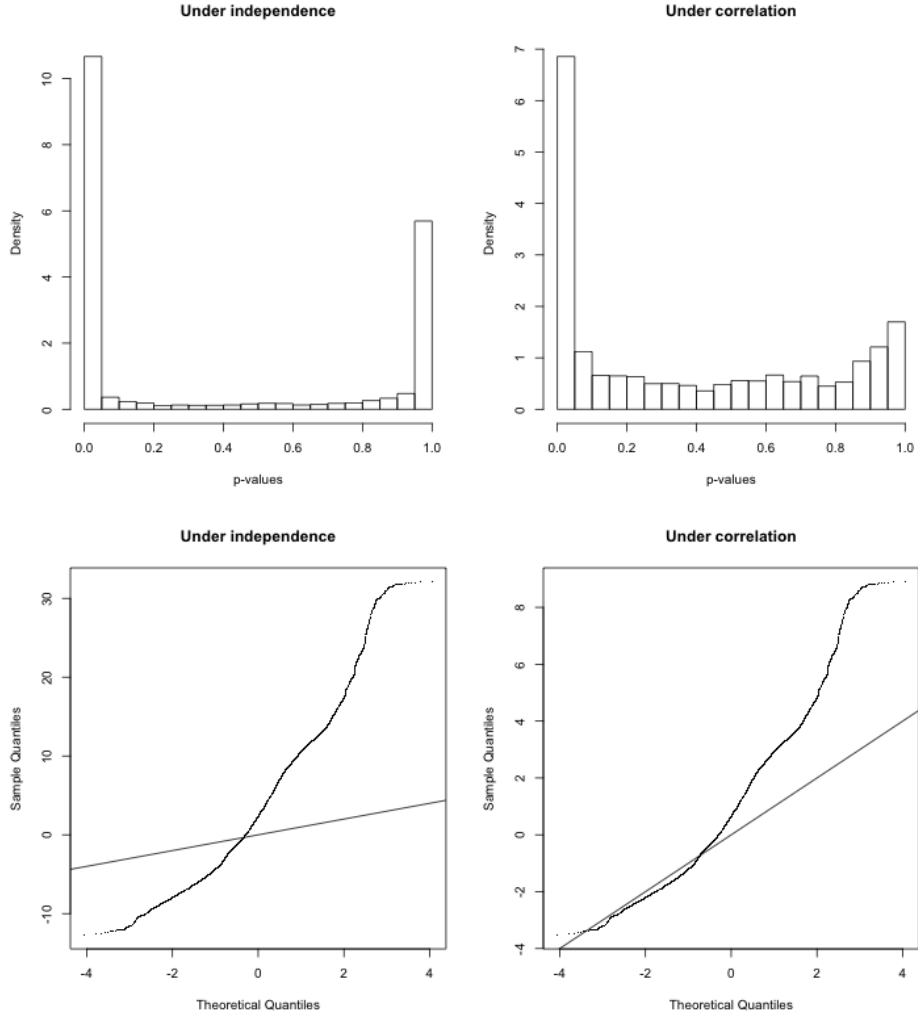 Under independence
Under correlation
Density
10
8
6
4
2
0
0.0 0.2 0.4 0.6 0.8 1.0
p-values
Density
7
6
5
4
3
2
1
0
0.0 0.2 0.4 0.6 0.8 1.0
p-values
Under independence
Under correlation
Sample Quantiles
30
20
10
0
-10
-4 -2 0 2 4
Theoretical Quantiles
Sample Quantiles
8
6
4
2
0
-2
-4
-4 -2 0 2 4
Theoretical Quantiles